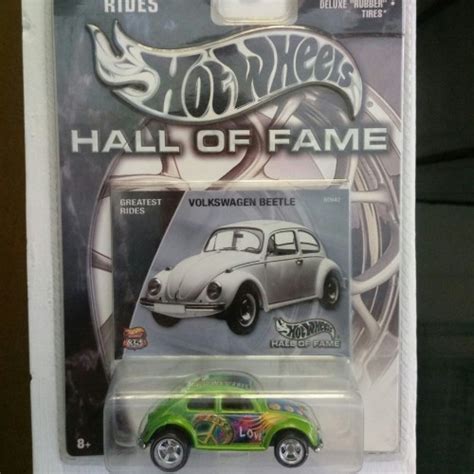 RIDES
DELUXE "RUBBER" +
TIRES
HOT WHEELS
HALL OF FAME
GREATEST
RIDES
VOLKSWAGEN BEETLE
HOT WHEELS
HALL OF FAME
LOVE
8+